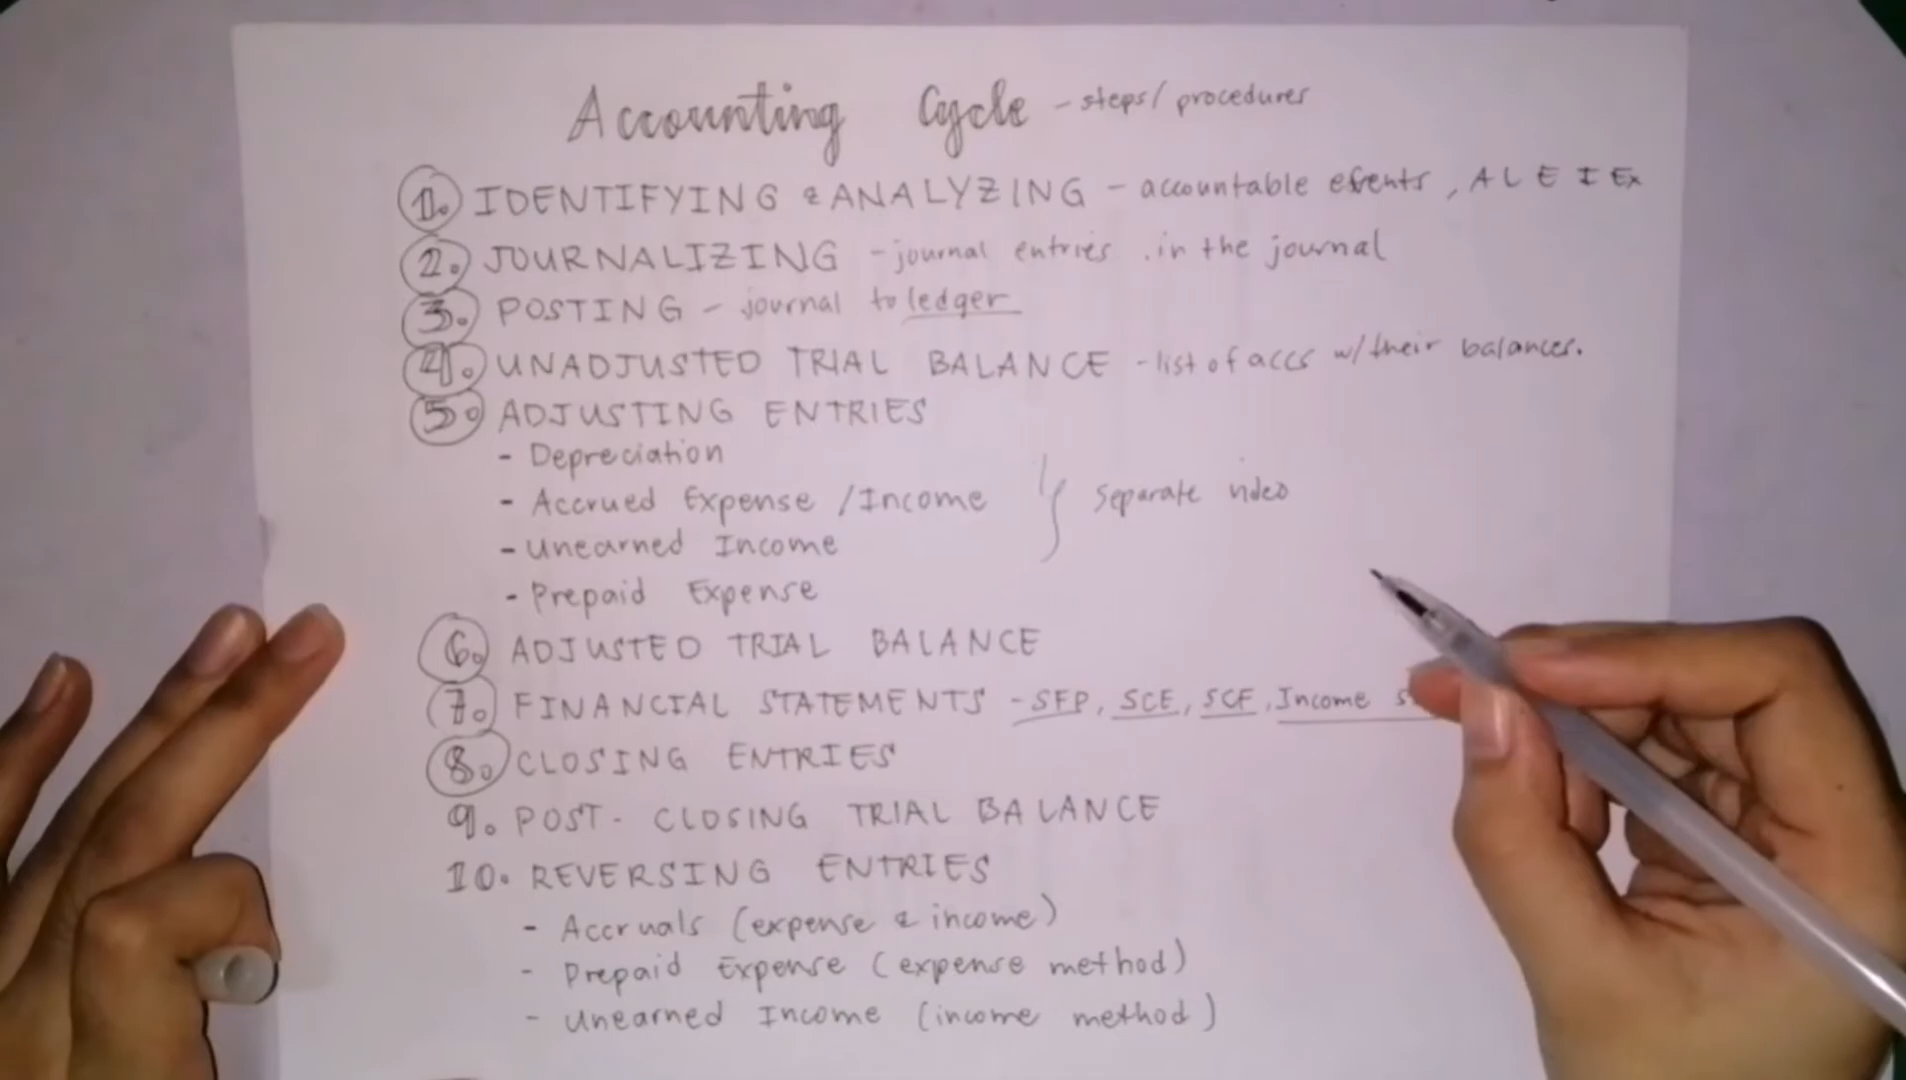 Accounting Cycle - steps/procedures
1. IDENTIFYING & ANALYZING - accountable events, A L E I Ex
2. JOURNALIZING - journal entries in the journal
3. POSTING - journal to ledger
4. UNADJUSTED TRIAL BALANCE - list of accs w/their balances.
5. ADJUSTING ENTRIES
- Depreciation
- Accrued Expense /Income } separate video
- Unearned Income
- Prepaid Expense
6. ADJUSTED TRIAL BALANCE
7. FINANCIAL STATEMENTS - SFP, SCE, SCF, Income
8. CLOSING ENTRIES
9. POST-CLOSING TRIAL BALANCE
10. REVERSING ENTRIES
- Accruals (expense & income)
- Prepaid Expense (expense method)
- Unearned Income (income method)